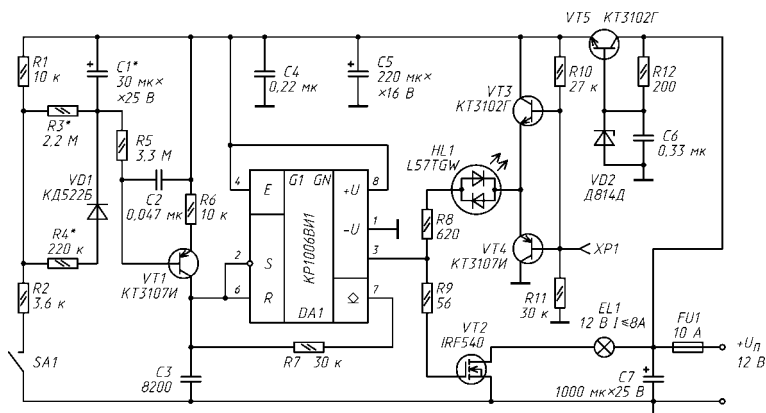 VT5 КТ3102Г
R1
10 к
C1*
30 мк×
×25 В
C4
0,22 мк
C5
220 мк×
×16 В
VT3
КТ3102Г
R10
27 к
R12
200
R3*
2,2 М
R5
3,3 М
HL1
L57TGW
C6
0,33 мк
VD2
Д814Д
VD1
КД522Б
C2
0,047 мк
R6
10 к
4
E
G1 GN
+U
8
-U
1
КР1006ВИ1
R8
620
R4*
220 к
2
S
3
VT4
КТ3107И
XP1
VT1
КТ3107И
6
R
7
DA1
R2
3,6 к
R9
56
R11
30 к
EL1
12 В I≤8А
FU1
10 А
+Uп
12 В
VT2
IRF540
SA1
R7 30 к
C3
8200
C7
1000 мк×25 В